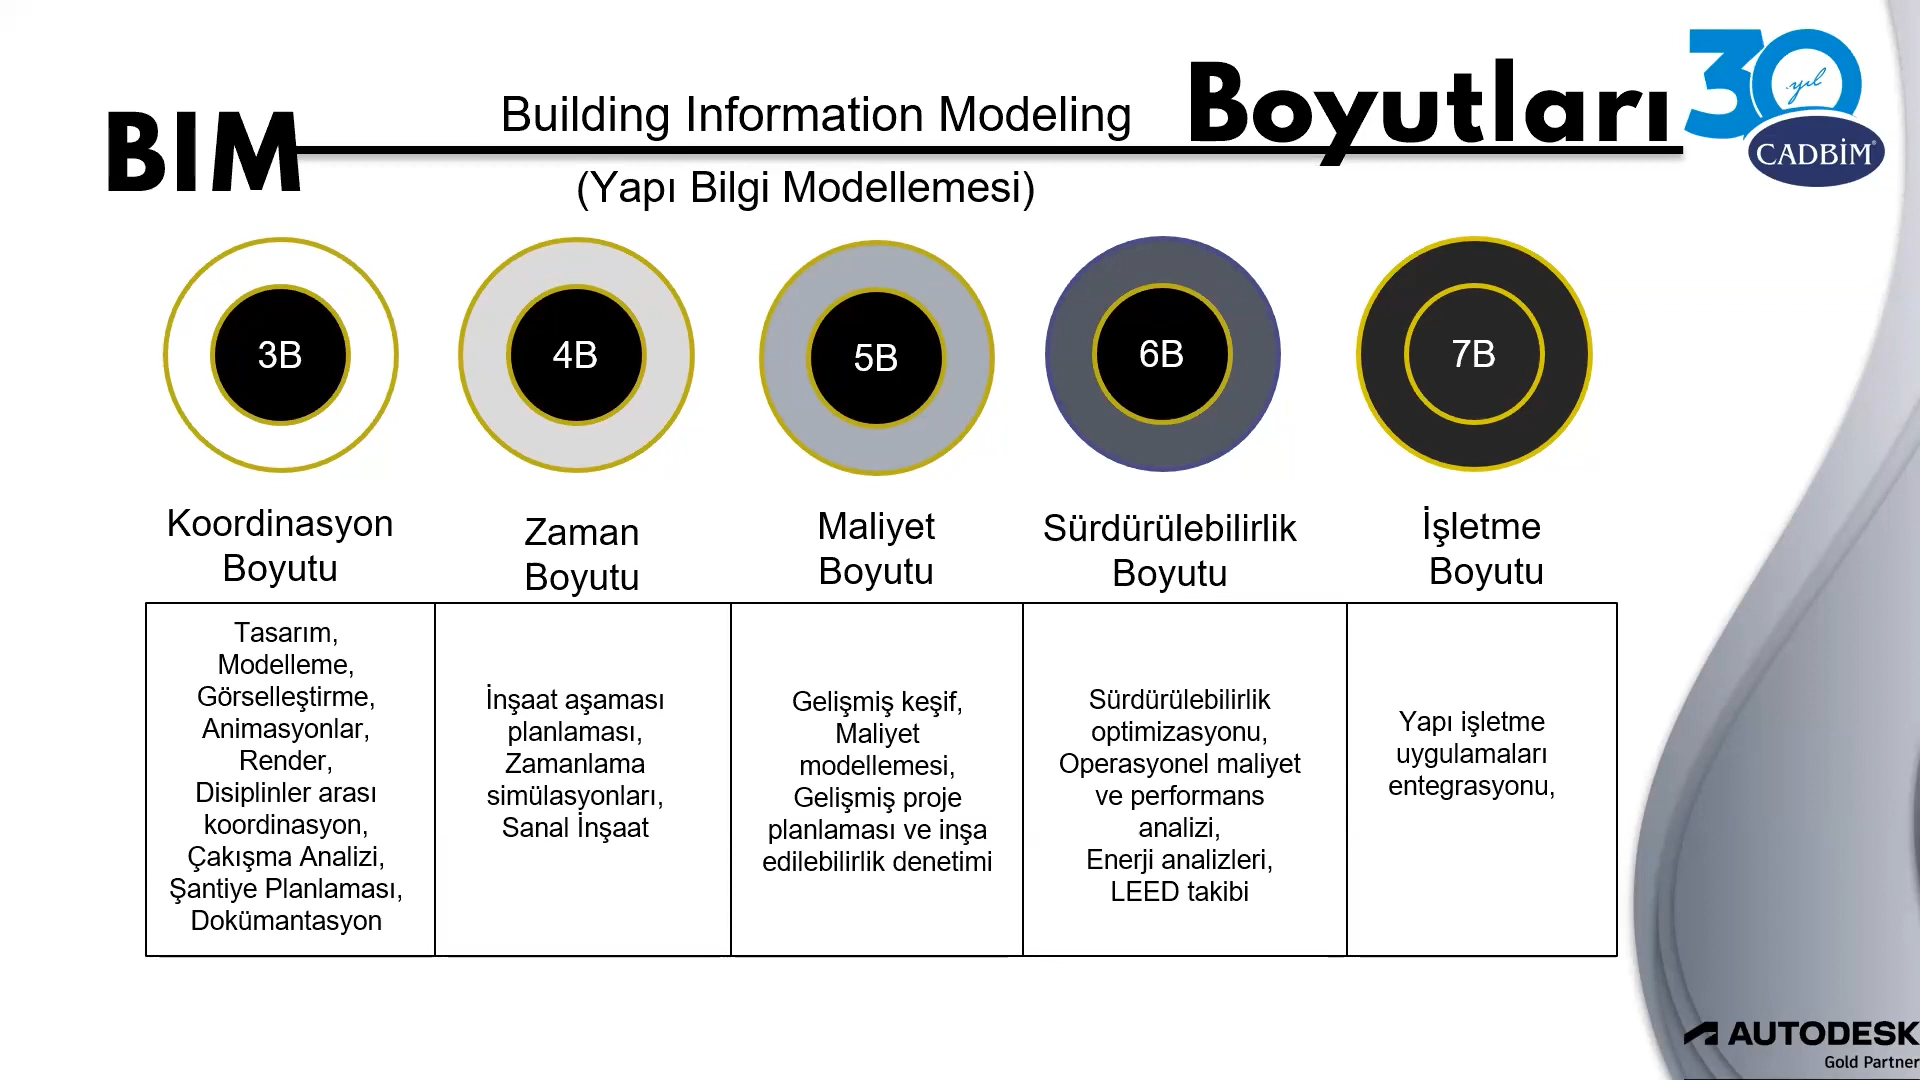 BIM
Building Information Modeling
(Yapı Bilgi Modellemesi)
Boyutları
30
yıl
CADBİM
3B
4B
5B
6B
7B
Koordinasyon
Boyutu
Zaman
Boyutu
Maliyet
Boyutu
Sürdürülebilirlik
Boyutu
İşletme
Boyutu
Tasarım,
Modelleme,
Görselleştirme,
Animasyonlar,
Render,
Disiplinler arası
koordinasyon,
Çakışma Analizi,
Şantiye Planlaması,
Dokümantasyon
İnşaat aşaması
planlaması,
Zamanlama
simülasyonları,
Sanal İnşaat
Gelişmiş keşif,
Maliyet
modellemesi,
Gelişmiş proje
planlaması ve inşa
edilebilirlik denetimi
Sürdürülebilirlik
optimizasyonu,
Operasyonel maliyet
ve performans
analizi,
Enerji analizleri,
LEED takibi
Yapı işletme
uygulamaları
entegrasyonu,
AUTODESK
Gold Partner